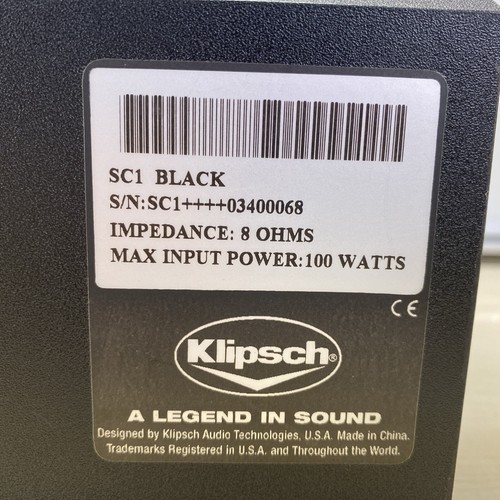 SC1 BLACK
S/N:SC1++++03400068
IMPEDANCE: 8 OHMS
MAX INPUT POWER:100 WATTS
CE
Klipsch®
A LEGEND IN SOUND
Designed by Klipsch Audio Technologies, U.S.A. Made in China.
Trademarks Registered in U.S.A. and Throughout the World.